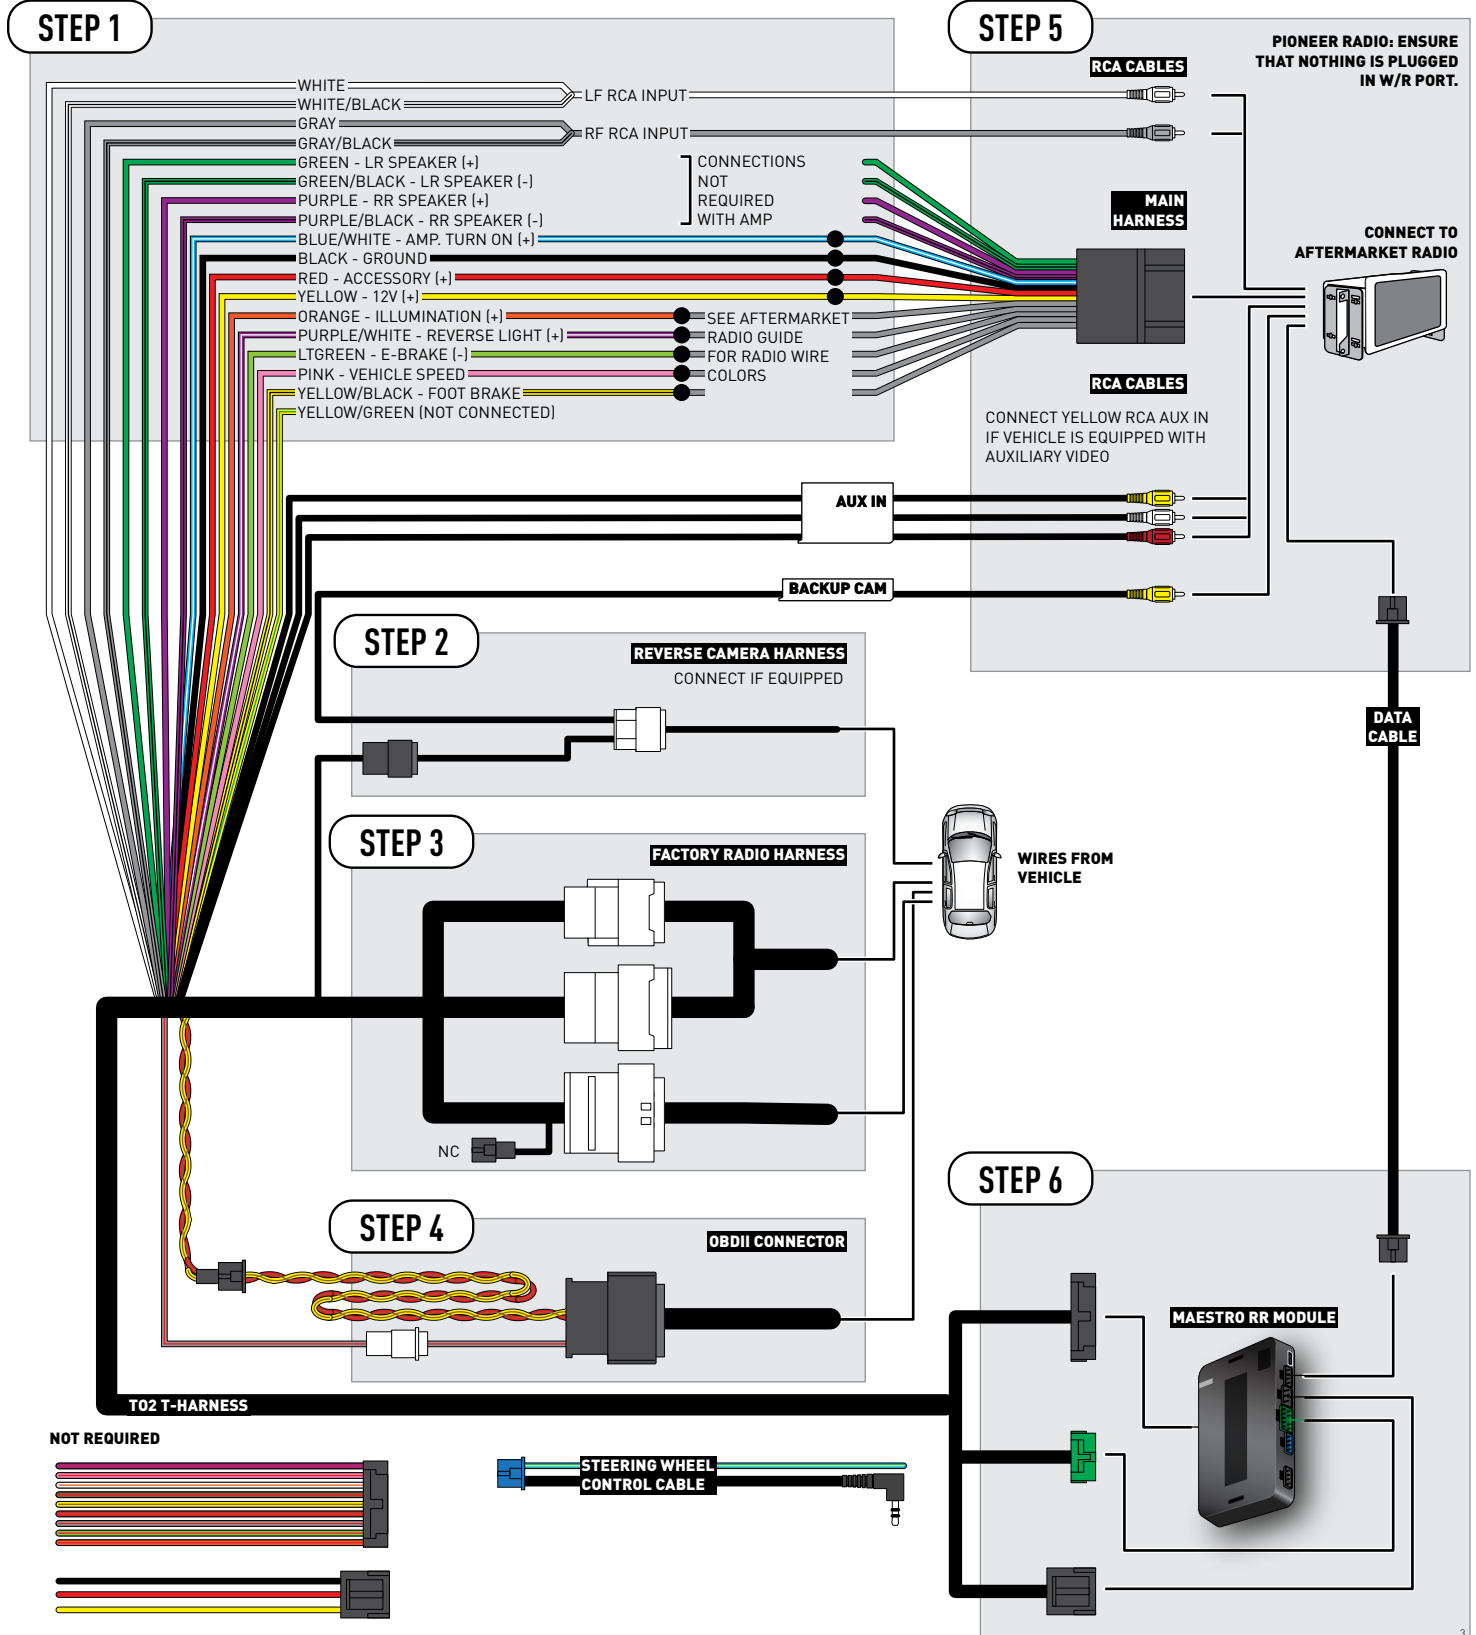 STEP 1
WHITE
WHITE/BLACK
LF RCA INPUT
GRAY
GRAY/BLACK
RF RCA INPUT
GREEN - LR SPEAKER (+)
GREEN/BLACK - LR SPEAKER (-)
PURPLE - RR SPEAKER (+)
PURPLE/BLACK - RR SPEAKER (-)
CONNECTIONS
NOT
REQUIRED
WITH AMP
BLUE/WHITE - AMP. TURN ON (+)
BLACK - GROUND
RED - ACCESSORY (+)
YELLOW - 12V (+)
ORANGE - ILLUMINATION (+)
PURPLE/WHITE - REVERSE LIGHT (+)
LTGREEN - E-BRAKE (-)
PINK - VEHICLE SPEED
YELLOW/BLACK - FOOT BRAKE
YELLOW/GREEN (NOT CONNECTED)
SEE AFTERMARKET
RADIO GUIDE
FOR RADIO WIRE
COLORS
STEP 5
PIONEER RADIO: ENSURE
THAT NOTHING IS PLUGGED
IN W/R PORT.
RCA CABLES
MAIN
HARNESS
CONNECT TO
AFTERMARKET RADIO
RCA CABLES
CONNECT YELLOW RCA AUX IN
IF VEHICLE IS EQUIPPED WITH
AUXILIARY VIDEO
AUX IN
BACKUP CAM
STEP 2
REVERSE CAMERA HARNESS
CONNECT IF EQUIPPED
DATA
CABLE
STEP 3
FACTORY RADIO HARNESS
WIRES FROM
VEHICLE
NC
STEP 4
OBDII CONNECTOR
STEP 6
MAESTRO RR MODULE
TO2 T-HARNESS
NOT REQUIRED
STEERING WHEEL
CONTROL CABLE
3